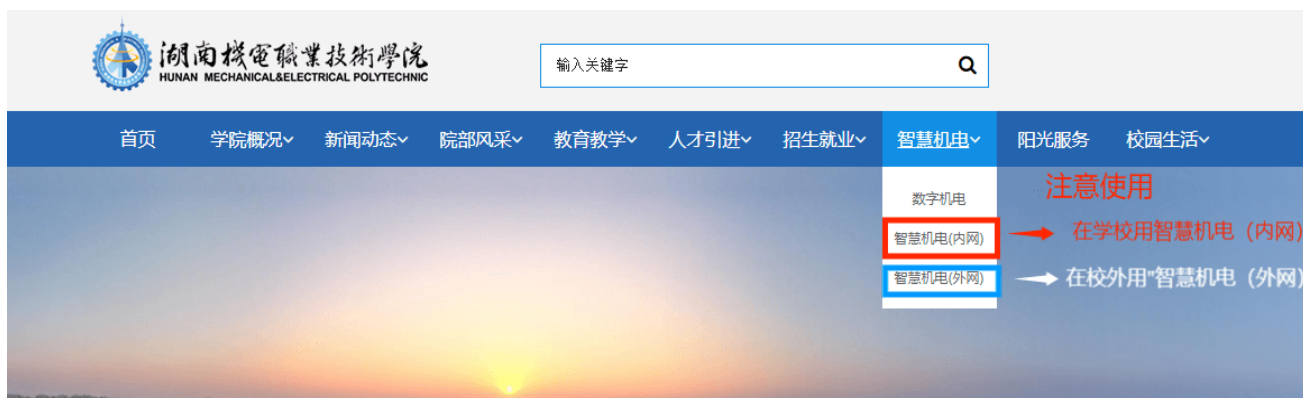 湖南機電職業技術學院
HUNAN MECHANICAL&ELECTRICAL POLYTECHNIC
输入关键字
首页 学院概况 新闻动态 院部风采 教育教学 人才引进 招生就业 智慧机电 阳光服务 校园生活
数字机电
注意使用
智慧机电(内网)
在学校用智慧机电（内网）
智慧机电(外网)
在校外用"智慧机电（外网）